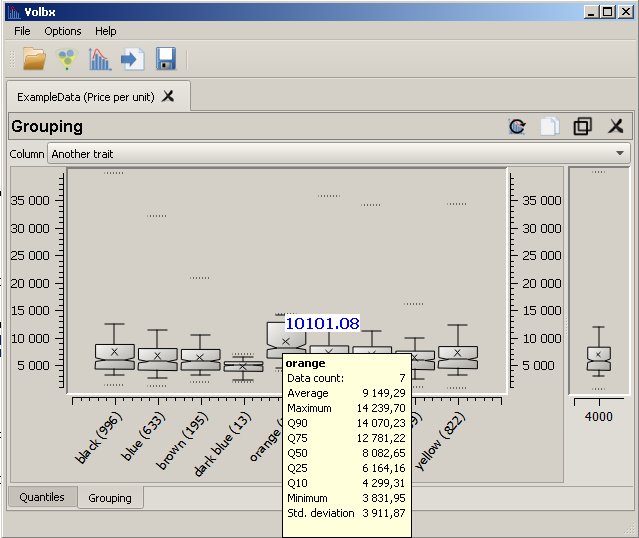 Volbx
File Options Help
ExampleData (Price per unit)
Grouping
Column Another trait
35 000 35 000
30 000 30 000
25 000 25 000
20 000 20 000
15 000 15 000
10 000 10 000
5 000 5 000
10101.08
black (996) blue (633) brown (195) dark blue (13) orange yellow (822)
4000
orange
Data count: 7
Average 9 149,29
Maximum 14 239,70
Q90 14 070,23
Q75 12 781,22
Q50 8 082,65
Q25 6 164,16
Q10 4 299,31
Minimum 3 831,95
Std. deviation 3 911,87
Quantiles Grouping